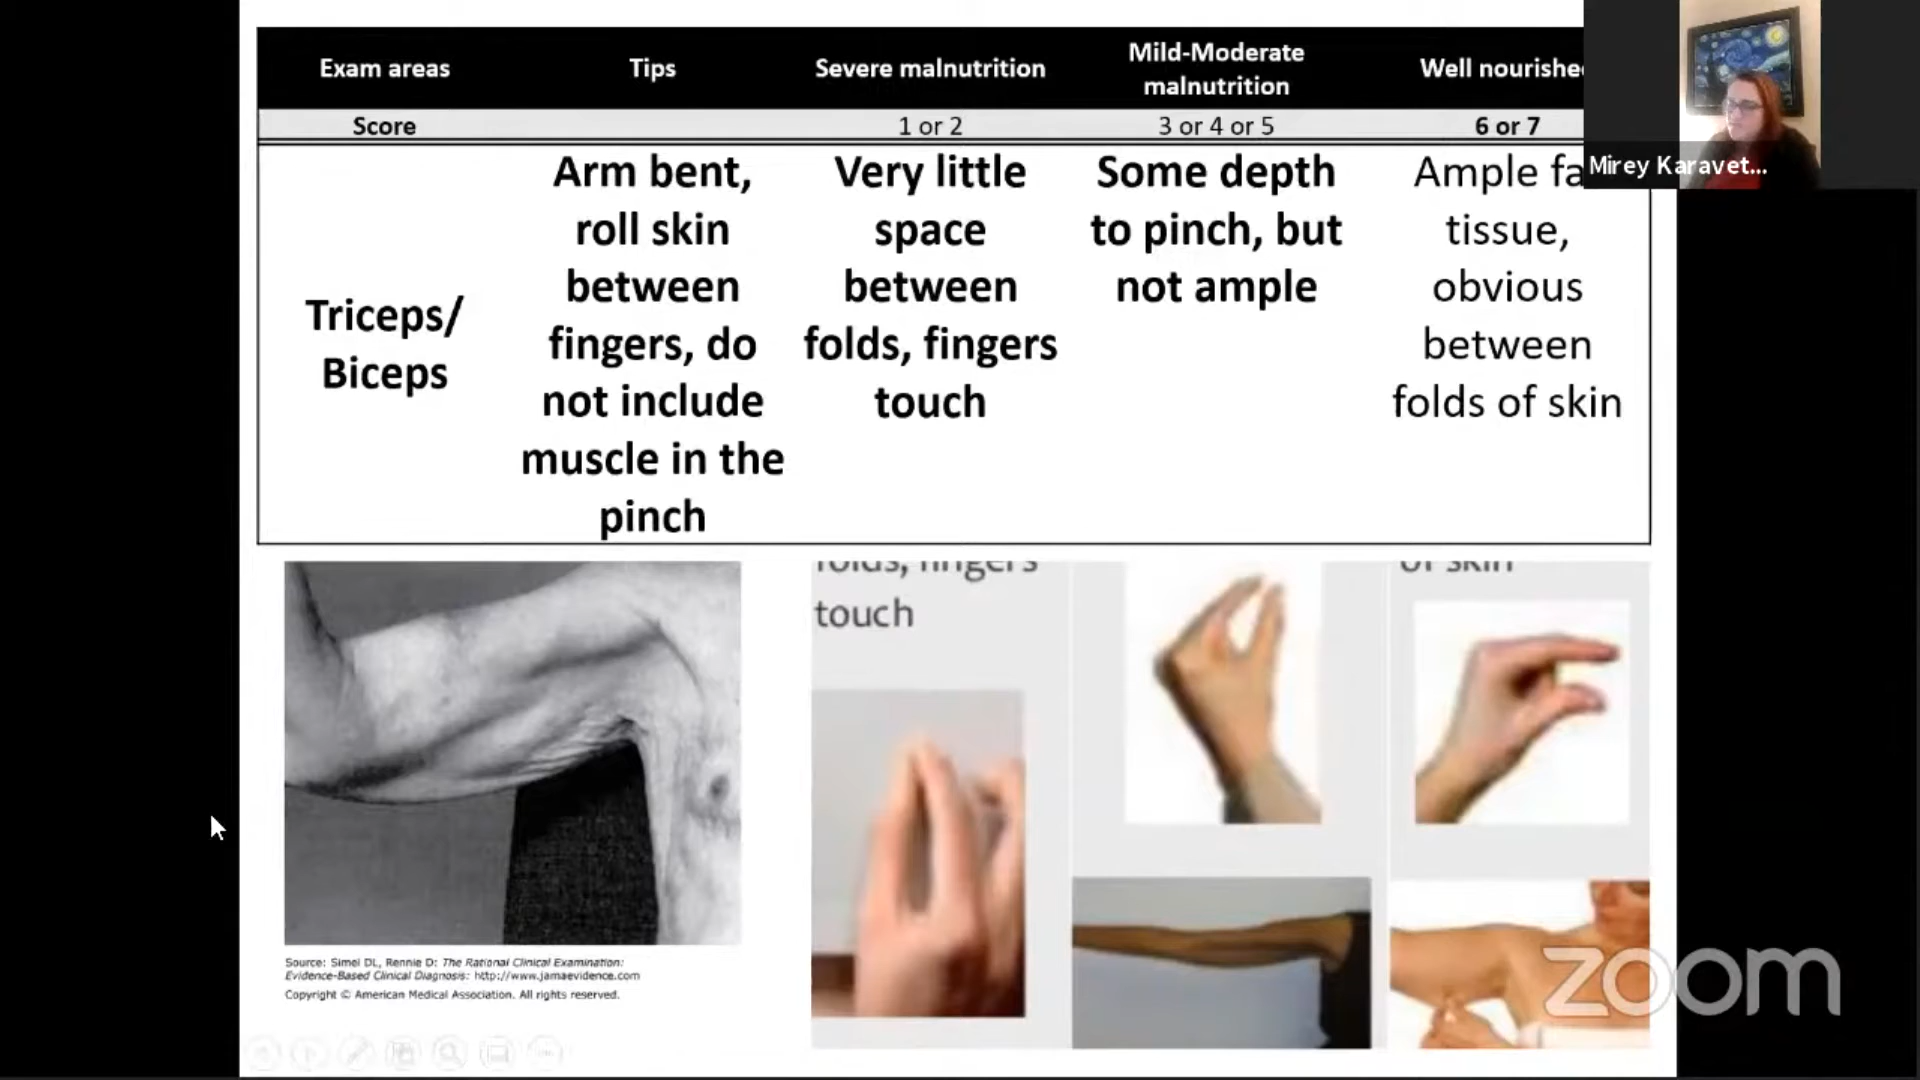 Exam areas
Tips
Severe malnutrition
Mild-Moderate
malnutrition
Well nourishe
Score
1 or 2
3 or 4 or 5
6 or 7
Triceps/
Biceps
Arm bent,
roll skin
between
fingers, do
not include
muscle in the
pinch
Very little
space
between
folds, fingers
touch
Some depth
to pinch, but
not ample
Ample fa
tissue,
obvious
between
folds of skin
Mirey Karavet...
folds, fingers
touch
of skin
Source: Simel DL, Rennie D: The Rational Clinical Examination:
Evidence-Based Clinical Diagnosis: http://www.jamaevidence.com
Copyright © American Medical Association. All rights reserved.
zoom